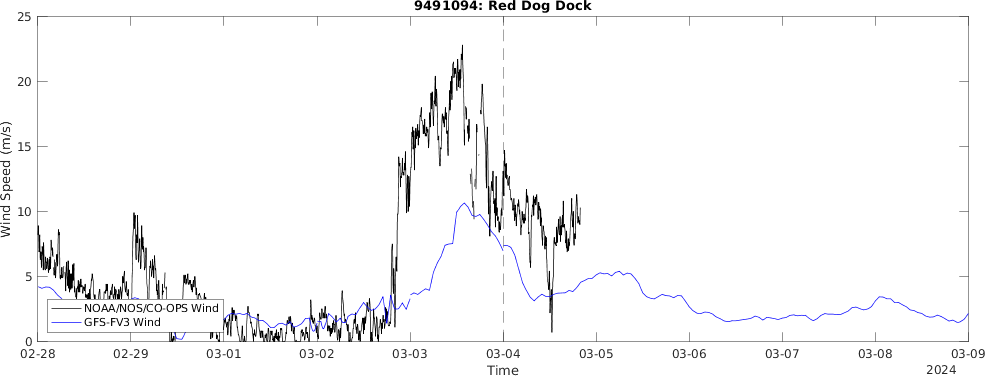 9491094: Red Dog Dock
25
20
15
10
5
0
Wind Speed (m/s)
NOAA/NOS/CO-OPS Wind
GFS-FV3 Wind
02-28 02-29 03-01 03-02 03-03 03-04 03-05 03-06 03-07 03-08 03-09
Time
2024